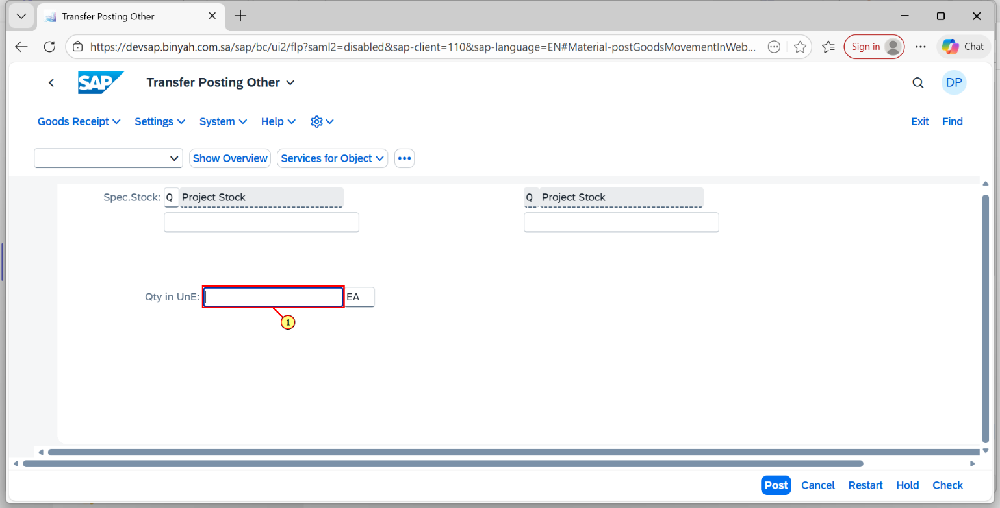 Transfer Posting Other
https://devsap.binyah.com.sa/sap/bc/ui2/flp?saml2=disabled&sap-client=110&sap-language=EN#Material-postGoodsMovementInWeb...
Sign in
Chat
SAP
Transfer Posting Other
DP
Goods Receipt
Settings
System
Help
Exit
Find
Show Overview
Services for Object
Spec.Stock:
Q
Project Stock
Q
Project Stock
Qty in UnE:
EA
1
Post
Cancel
Restart
Hold
Check